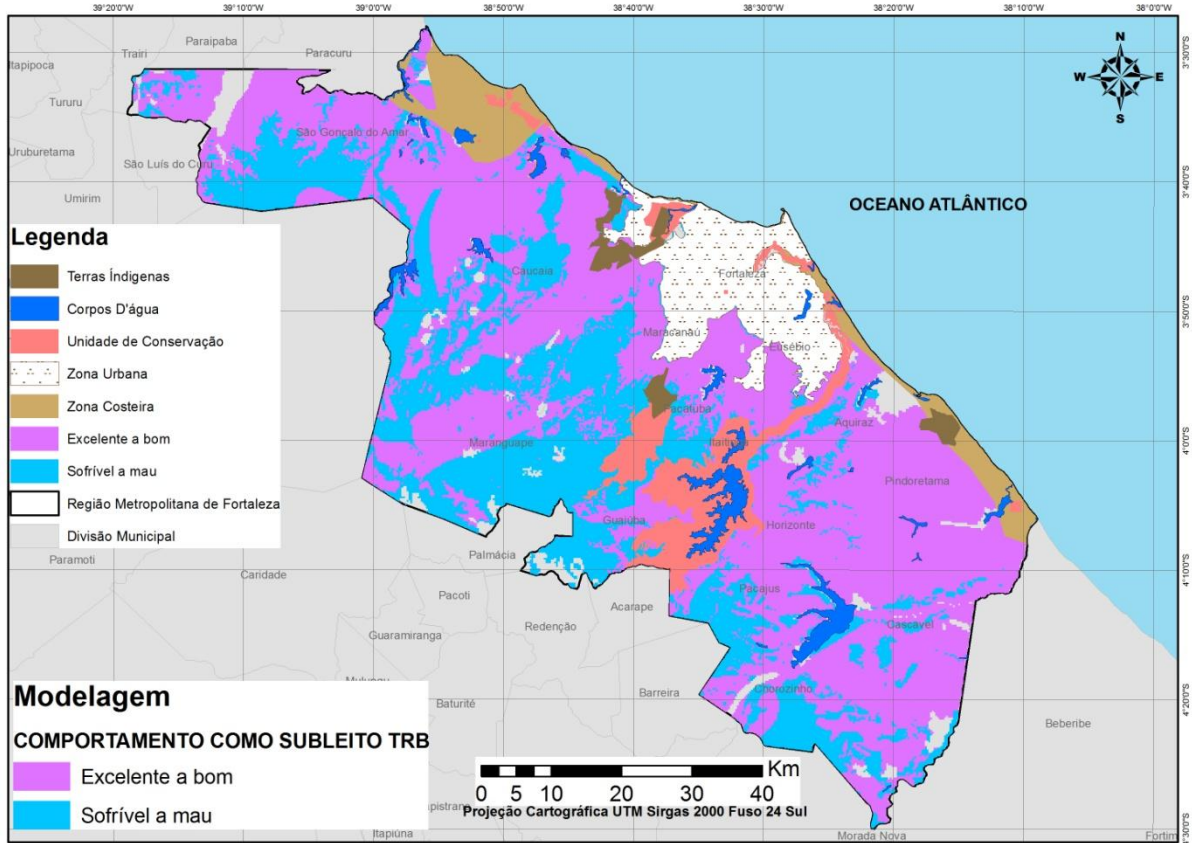 39°20'0"W 39°10'0"W 39°0'0"W 38°50'0"W 38°40'0"W 38°30'0"W 38°20'0"W 38°10'0"W 38°0'0"W
Trairi
Paraipaba
Paracuru
Itapipoca
Tururu
Uruburetama
São Gonçalo do Amar
São Luís do Curu
Umirim
N
W E
S
3°30'0"S
3°40'0"S
3°50'0"S
4°0'0"S
4°10'0"S
4°20'0"S
OCEANO ATLÂNTICO
Legenda
Terras Índigenas
Corpos D'água
Unidade de Conservação
Zona Urbana
Zona Costeira
Excelente a bom
Sofrível a mau
Região Metropolitana de Fortaleza
Divisão Municipal
Caucaia
Fortaleza
Maracanaú
Eusébio
Pacatuba
Maranguape
Itaitinga
Aquiraz
Pindoretama
Guaiúba
Horizonte
Palmácia
Paramoti
Caridade
Pacoti
Acarape
Pacajus
Redenção
Cascavel
Guaramiranga
Mulungu
Baturité
Barreira
Chorozinho
Beberibe
Modelagem
COMPORTAMENTO COMO SUBLEITO TRB
Excelente a bom
Sofrível a mau
Km
0 5 10 20 30 40
Projeção Cartográfica UTM Sirgas 2000 Fuso 24 Sul
apistrano
Itapiúna
Morada Nova
Fortim